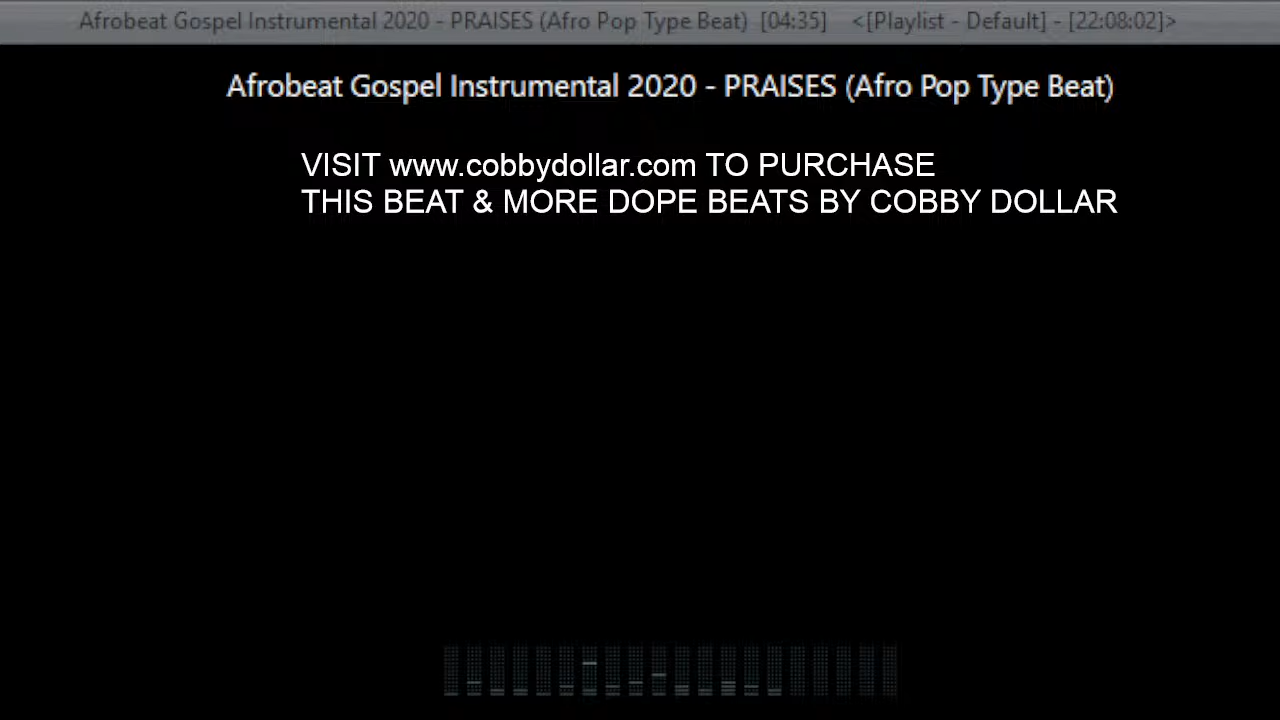 Afrobeat Gospel Instrumental 2020 - PRAISES (Afro Pop Type Beat) [04:35] <[Playlist - Default] - [22:08:02]>
Afrobeat Gospel Instrumental 2020 - PRAISES (Afro Pop Type Beat)
VISIT www.cobbydollar.com TO PURCHASE
THIS BEAT & MORE DOPE BEATS BY COBBY DOLLAR